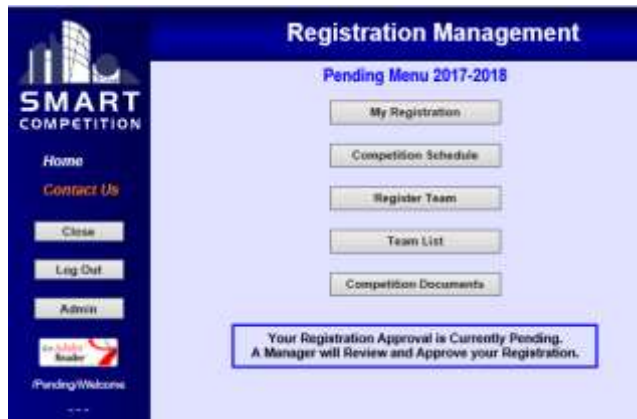 Registration Management
Pending Menu 2017-2018
My Registration
Competition Schedule
Register Team
Team List
Competition Documents
Your Registration Approval is Currently Pending.
A Manager will Review and Approve your Registration.
SMART
COMPETITION
Home
Contact Us
Close
Log Out
Admin
Get Adobe
Reader
/Pending/Welcome
---